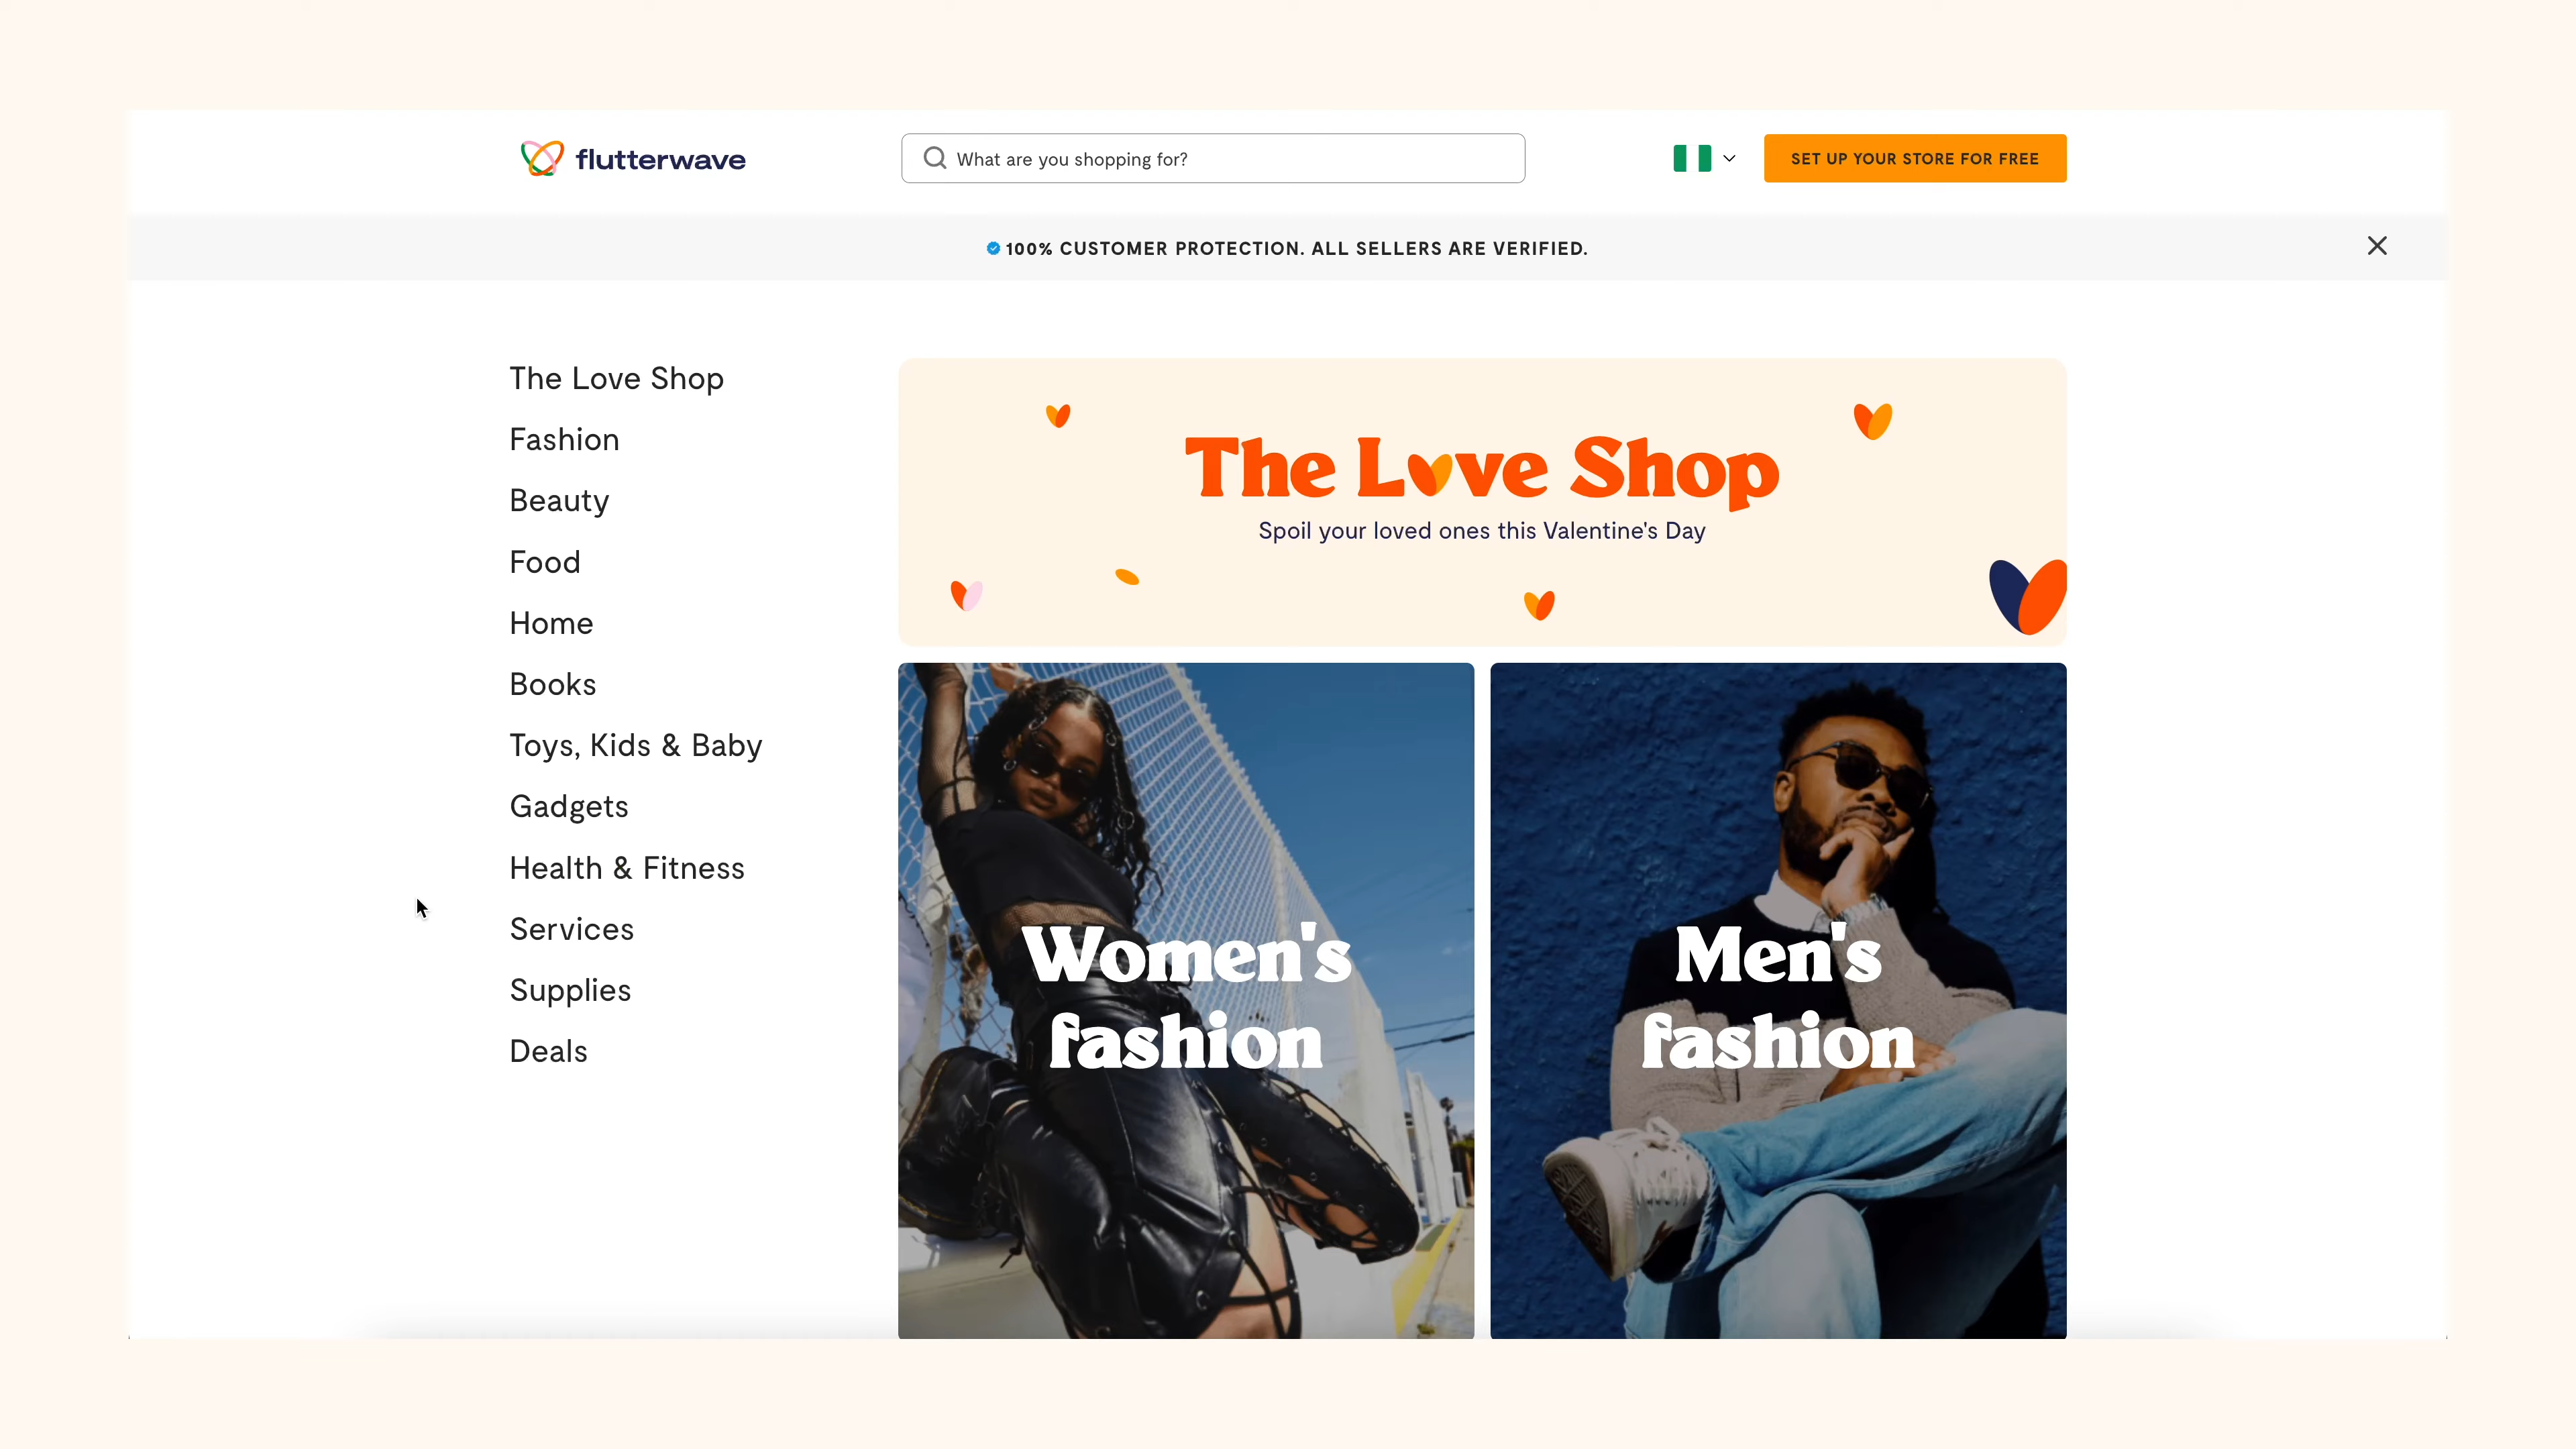 flutterwave
What are you shopping for?
SET UP YOUR STORE FOR FREE
100% CUSTOMER PROTECTION. ALL SELLERS ARE VERIFIED.
The Love Shop
Fashion
Beauty
Food
Home
Books
Toys, Kids & Baby
Gadgets
Health & Fitness
Services
Supplies
Deals
The Love Shop
Spoil your loved ones this Valentine's Day
Women's
fashion
Men's
fashion